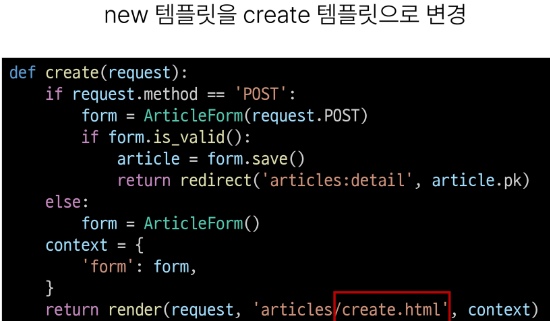 new 템플릿을 create 템플릿으로 변경
def create(request):
    if request.method == 'POST':
        form = ArticleForm(request.POST)
        if form.is_valid():
            article = form.save()
            return redirect('articles:detail', article.pk)
    else:
        form = ArticleForm()
    context = {
        'form': form,
    }
    return render(request, 'articles/create.html', context)